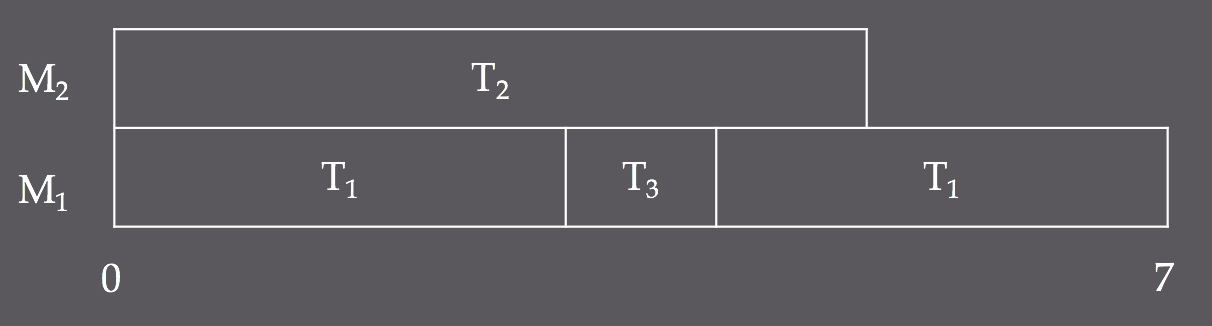 M₂ T₂
M₁ T₁ T₃ T₁
0 7